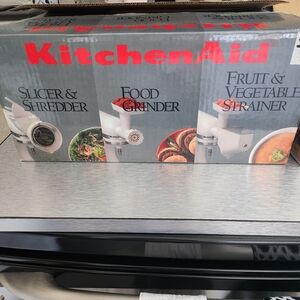 KitchenAid
SLICER &
SHREDDER
FOOD
GRINDER
FRUIT &
VEGETABLE
STRAINER